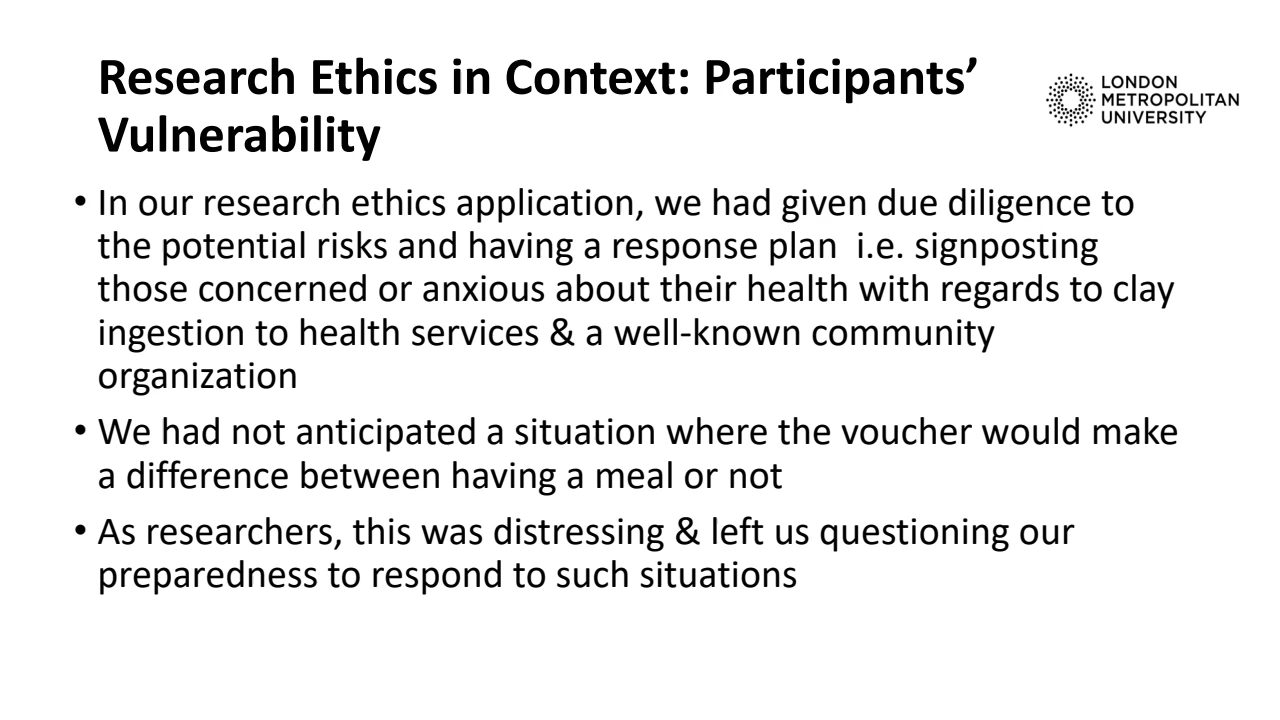 Research Ethics in Context: Participants’
Vulnerability
LONDON
METROPOLITAN
UNIVERSITY
• In our research ethics application, we had given due diligence to
the potential risks and having a response plan  i.e. signposting
those concerned or anxious about their health with regards to clay
ingestion to health services & a well-known community
organization
• We had not anticipated a situation where the voucher would make
a difference between having a meal or not
• As researchers, this was distressing & left us questioning our
preparedness to respond to such situations